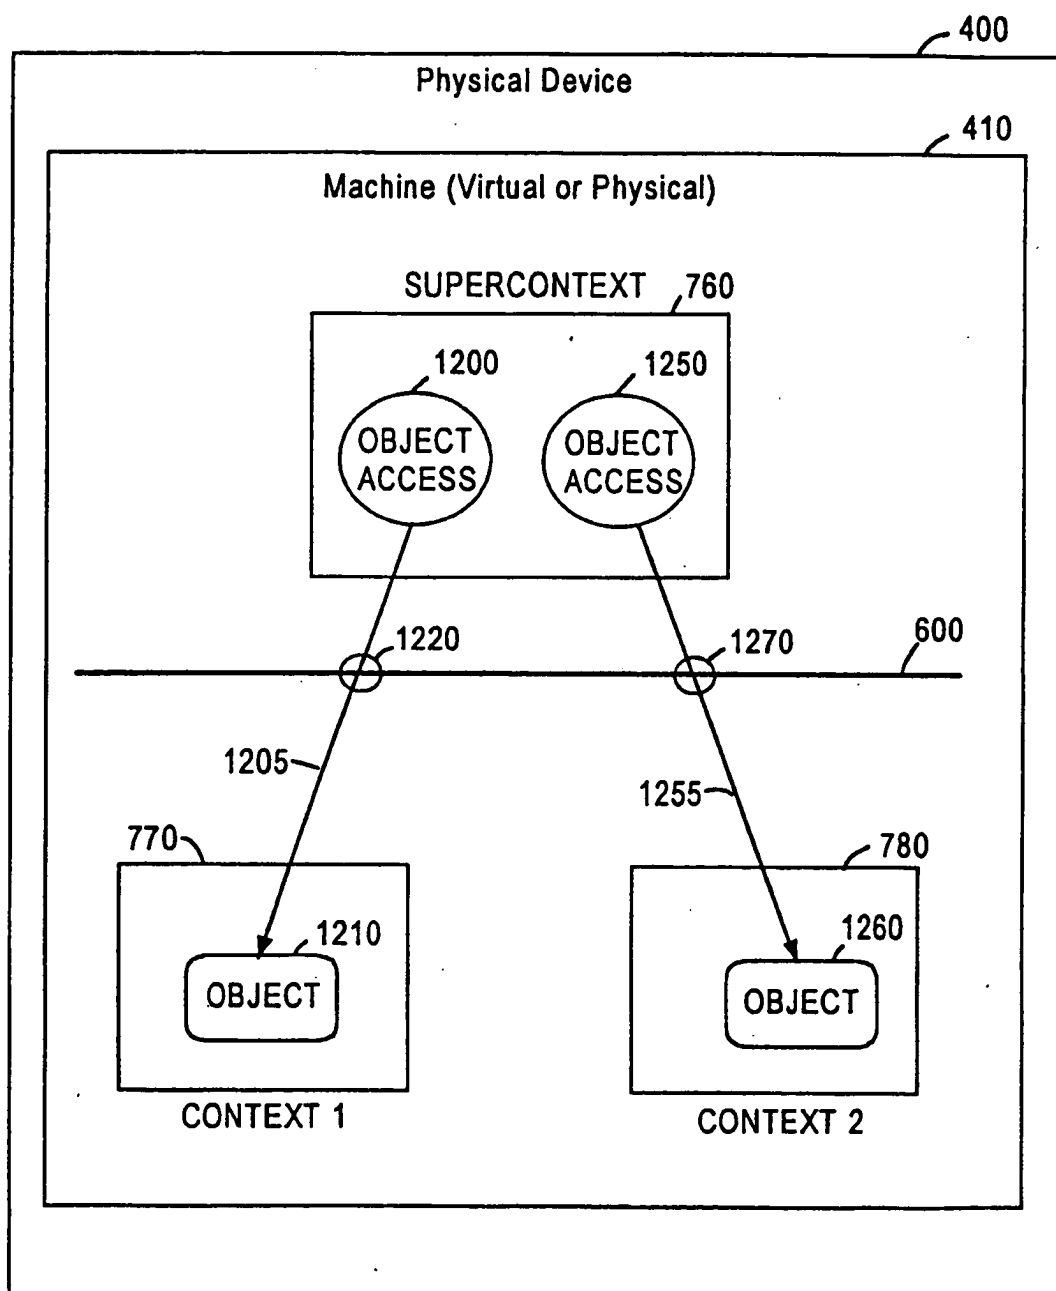 400
Physical Device
410
Machine (Virtual or Physical)
SUPERCONTEXT
760
1200
1250
OBJECT
ACCESS
OBJECT
ACCESS
1220
1270
600
1205
1255
770
780
1210
1260
OBJECT
OBJECT
CONTEXT 1
CONTEXT 2